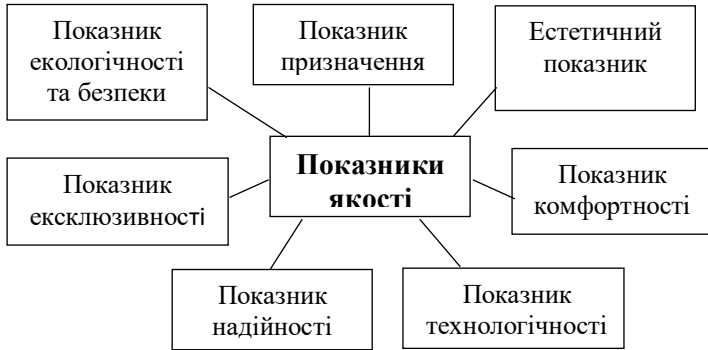 Показник
екологічності
та безпеки
Показник
призначення
Естетичний
показник
Показники
якості
Показник
ексклюзивності
Показник
комфортності
Показник
надійності
Показник
технологічності